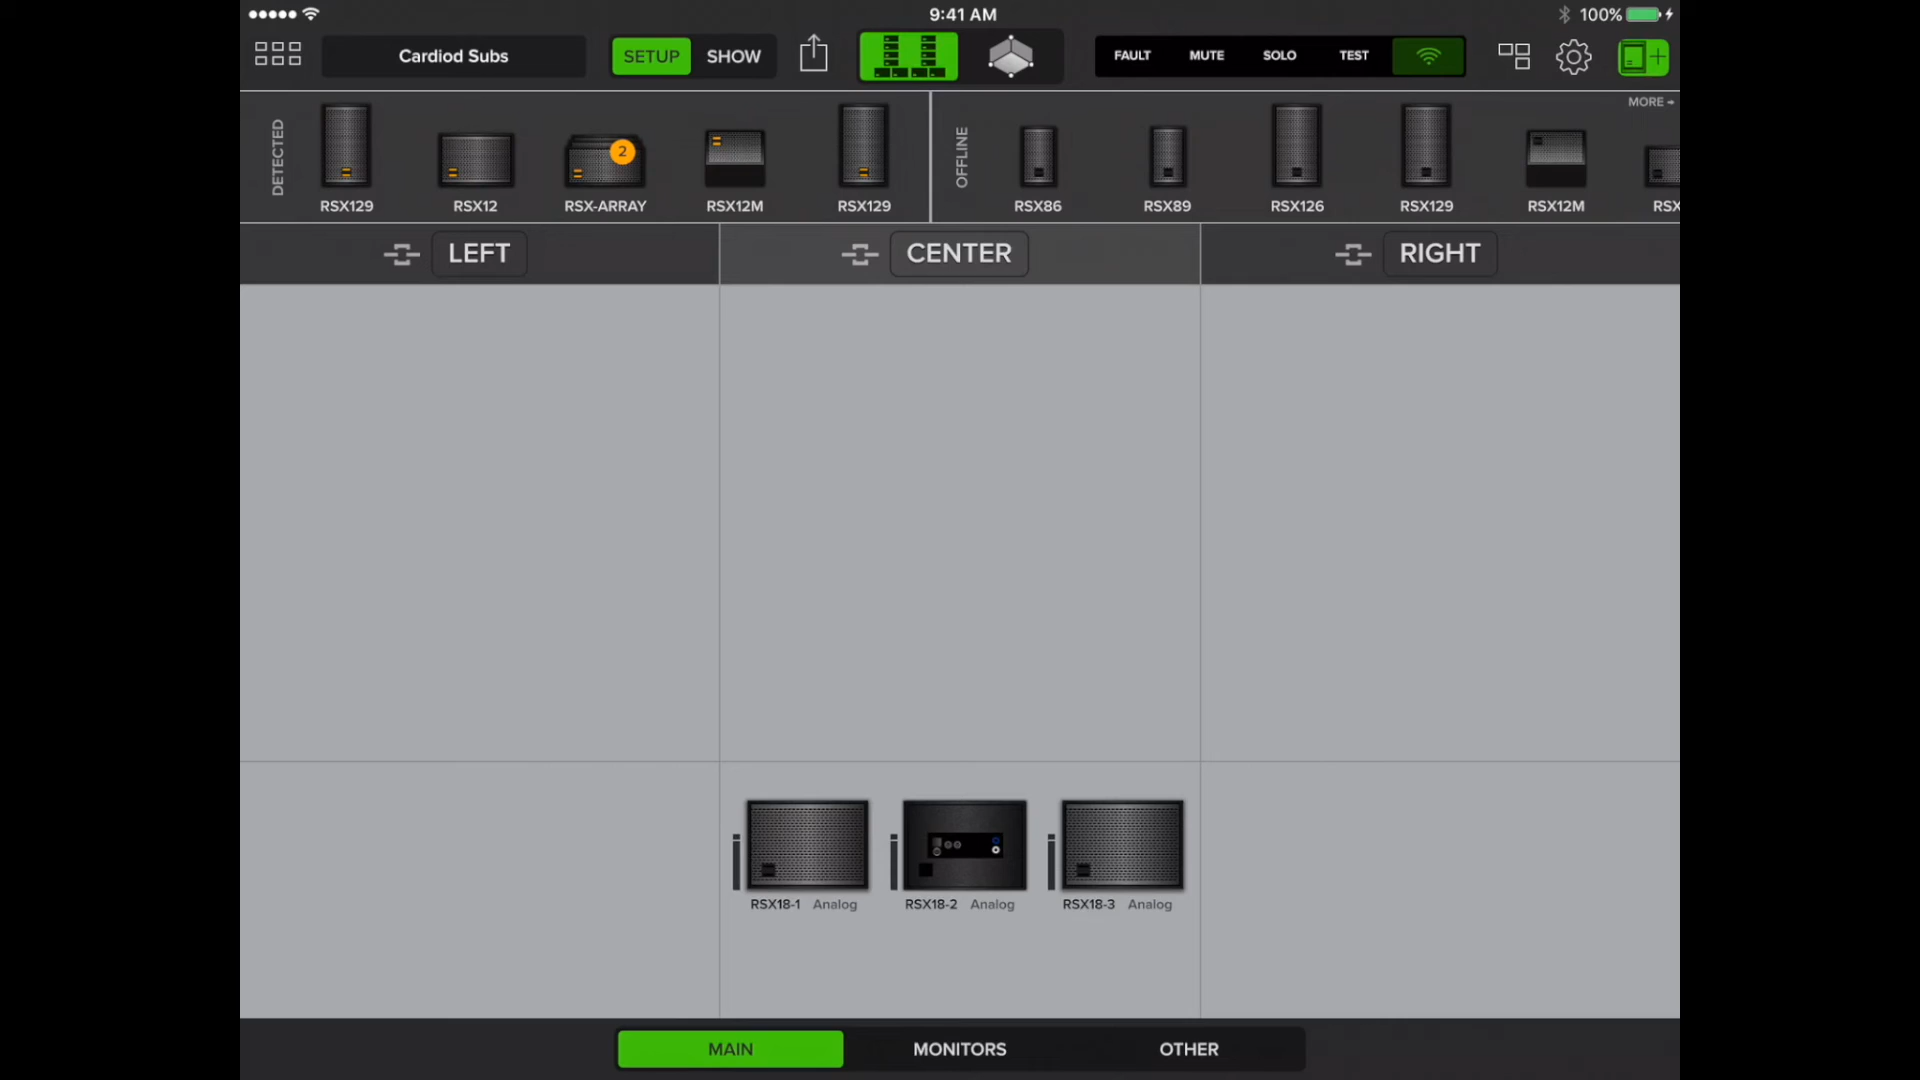 9:41 AM
100%
Cardiod Subs
SETUP
SHOW
FAULT
MUTE
SOLO
TEST
MORE
DETECTED
RSX129
RSX12
2
RSX-ARRAY
RSX12M
RSX129
OFFLINE
RSX86
RSX89
RSX126
RSX129
RSX12M
RSX
LEFT
CENTER
RIGHT
RSX18-1 Analog
RSX18-2 Analog
RSX18-3 Analog
MAIN
MONITORS
OTHER